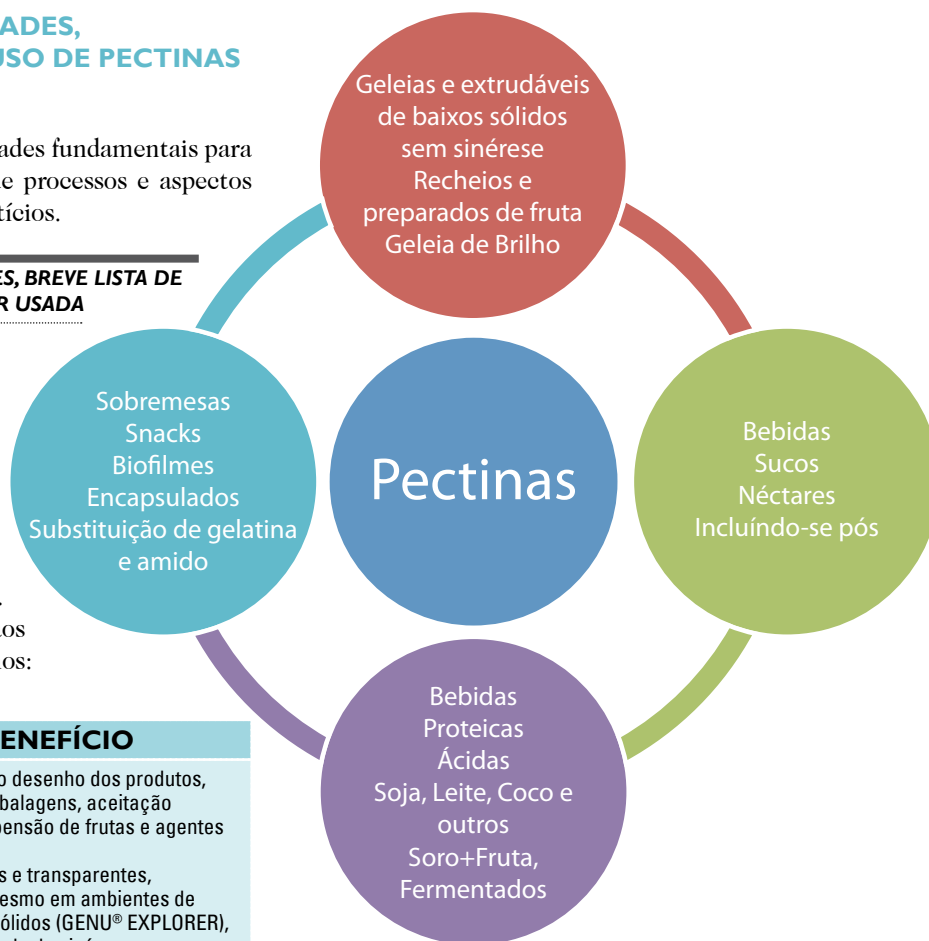 ADES,
USO DE PECTINAS
ades fundamentais para
e processos e aspectos
tícios.
ES, BREVE LISTA DE
R USADA
os
os:
ENEFÍCIO
o desenho dos produtos,
balagens, aceitação
pensão de frutas e agentes
s e transparentes,
esmo em ambientes de
ólidos (GENU® EXPLORER),
Geleias e extrudáveis
de baixos sólidos
sem sinérese
Recheios e
preparados de fruta
Geleia de Brilho
Sobremesas
Snacks
Biofilmes
Encapsulados
Substituição de gelatina
e amido
Pectinas
Bebidas
Sucos
Néctares
Incluíndo-se pós
Bebidas
Proteicas
Ácidas
Soja, Leite, Coco e
outros
Soro+Fruta,
Fermentados